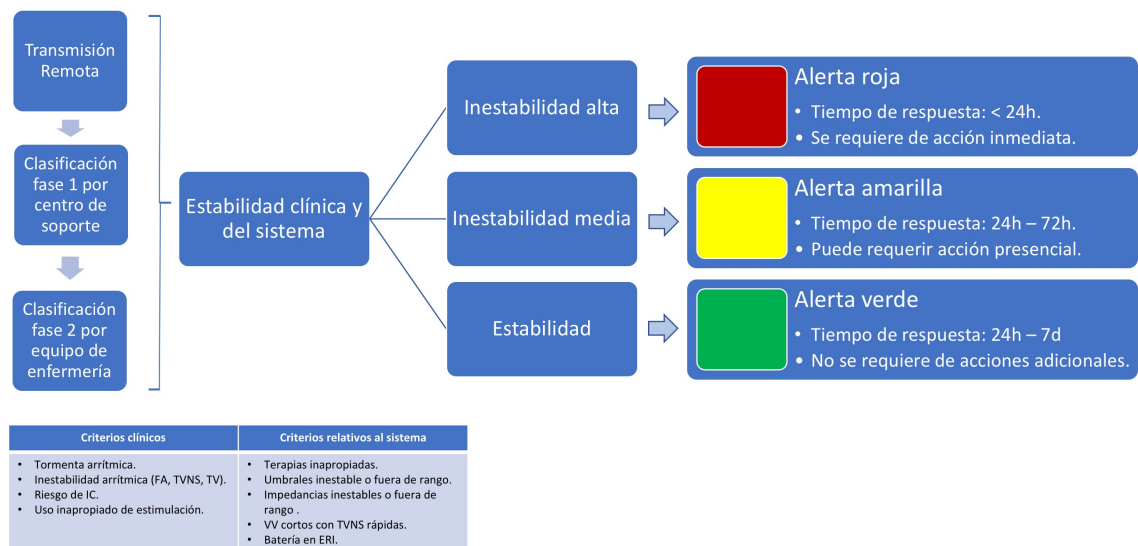 Transmisión
Remota
Clasificación
fase 1 por
centro de
soporte
Clasificación
fase 2 por
equipo de
enfermería
Estabilidad clínica y
del sistema
Inestabilidad alta
Alerta roja
• Tiempo de respuesta: < 24h.
• Se requiere de acción inmediata.
Inestabilidad media
Alerta amarilla
• Tiempo de respuesta: 24h – 72h.
• Puede requerir acción presencial.
Estabilidad
Alerta verde
• Tiempo de respuesta: 24h – 7d
• No se requiere de acciones adicionales.
Criterios clínicos
• Tormenta arrítmica.
• Inestabilidad arrítmica (FA, TVNS, TV).
• Riesgo de IC.
• Uso inapropiado de estimulación.
Criterios relativos al sistema
• Terapias inapropiadas.
• Umbrales inestable o fuera de rango.
• Impedancias inestables o fuera de
rango .
• VV cortos con TVNS rápidas.
• Batería en ERI.